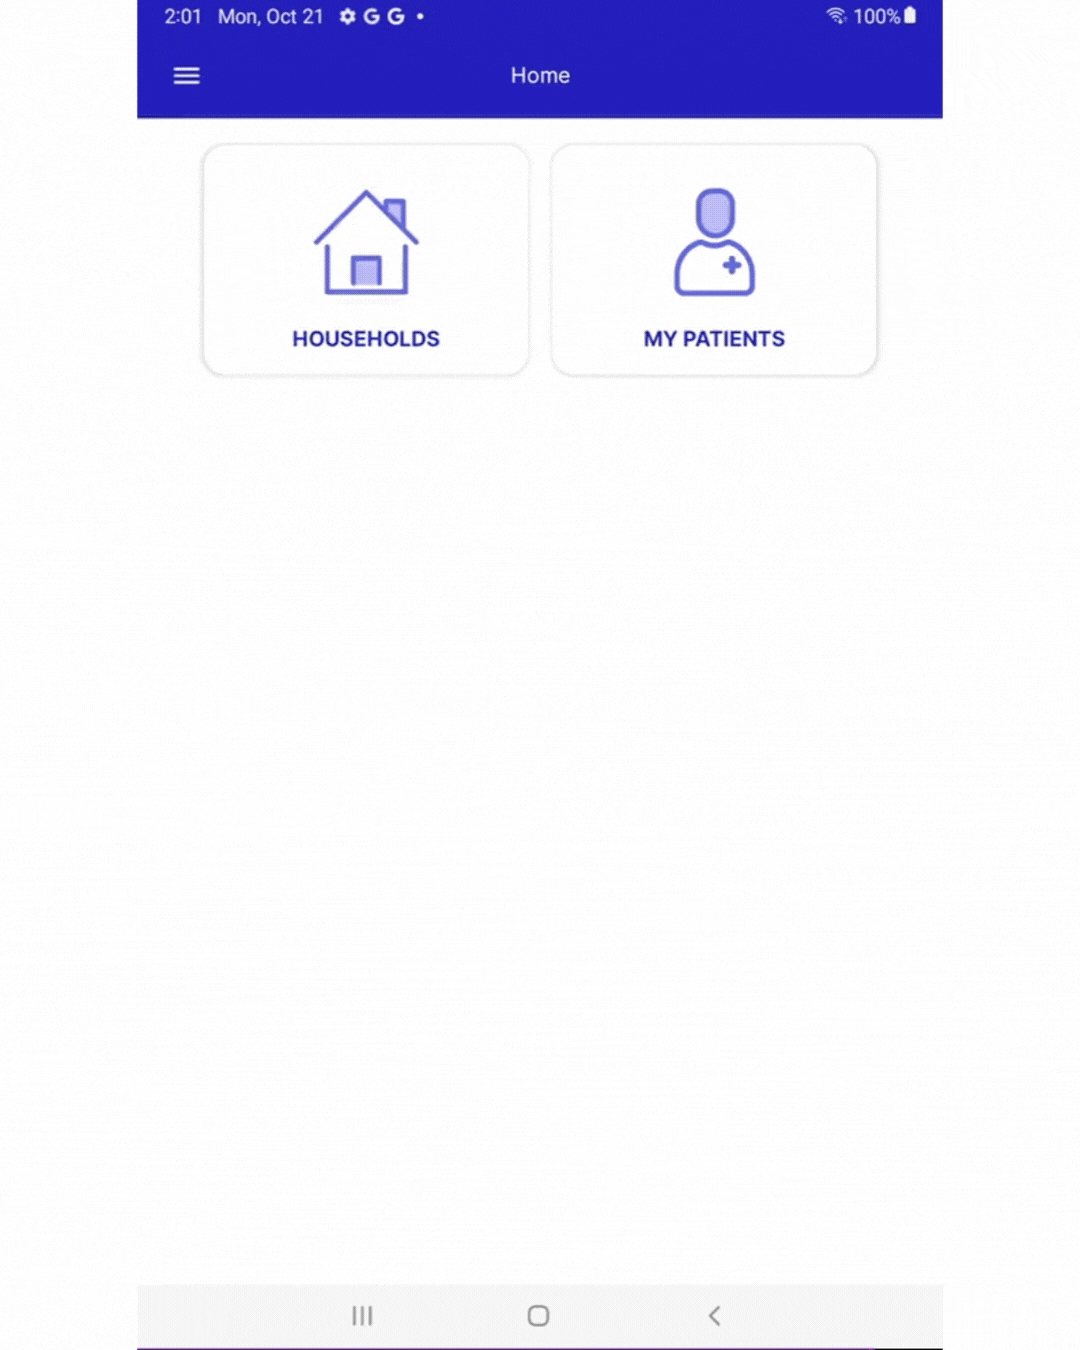 2:01 Mon, Oct 21 G G • 100%
Home
HOUSEHOLDS MY PATIENTS